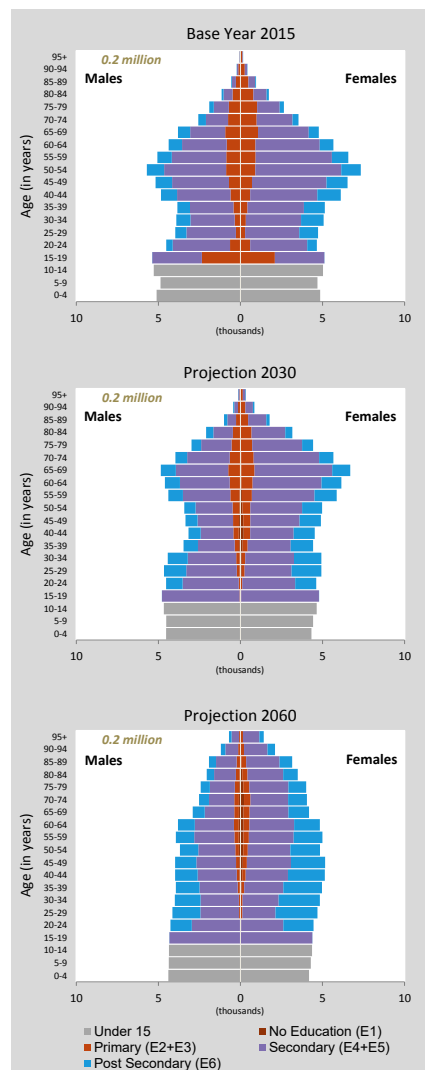 Base Year 2015
0.2 million
Males
Females
Age (in years)
95+
90-94
85-89
80-84
75-79
70-74
65-69
60-64
55-59
50-54
45-49
40-44
35-39
30-34
25-29
20-24
15-19
10-14
5-9
0-4
10 5 0 5 10
(thousands)
Projection 2030
0.2 million
Males
Females
Age (in years)
95+
90-94
85-89
80-84
75-79
70-74
65-69
60-64
55-59
50-54
45-49
40-44
35-39
30-34
25-29
20-24
15-19
10-14
5-9
0-4
10 5 0 5 10
(thousands)
Projection 2060
0.2 million
Males
Females
Age (in years)
95+
90-94
85-89
80-84
75-79
70-74
65-69
60-64
55-59
50-54
45-49
40-44
35-39
30-34
25-29
20-24
15-19
10-14
5-9
0-4
10 5 0 5 10
(thousands)
Under 15 No Education (E1)
Primary (E2+E3) Secondary (E4+E5)
Post Secondary (E6)